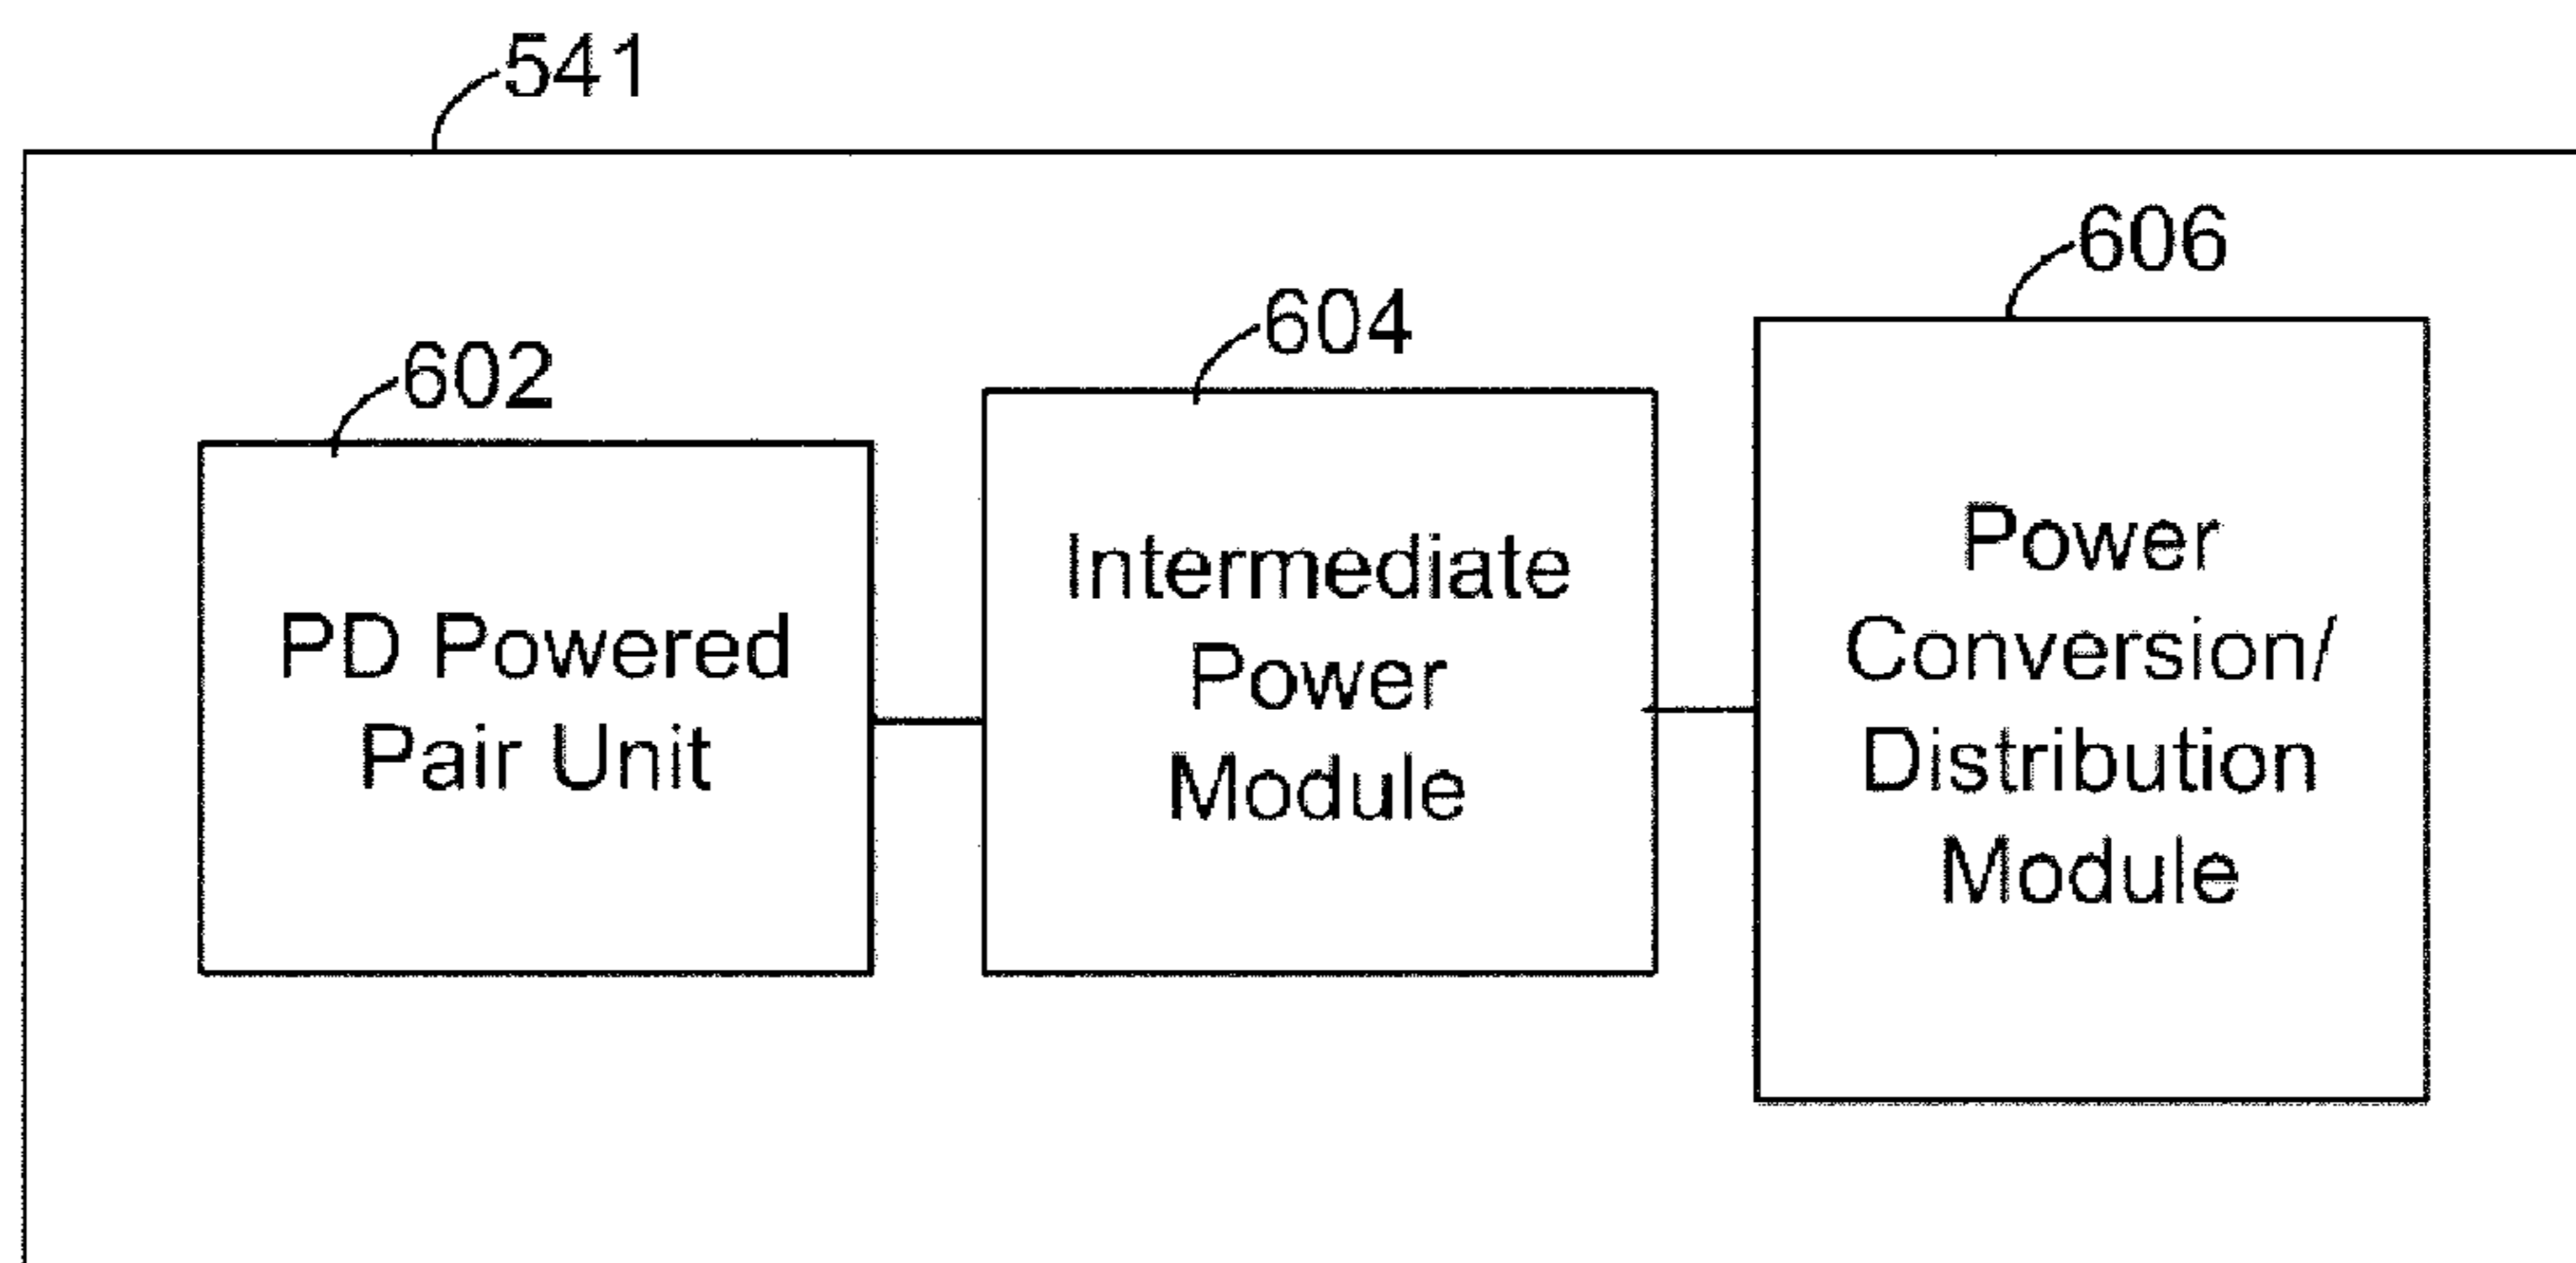 541
606
604
602
PD Powered
Pair Unit
Intermediate
Power
Module
Power
Conversion/
Distribution
Module